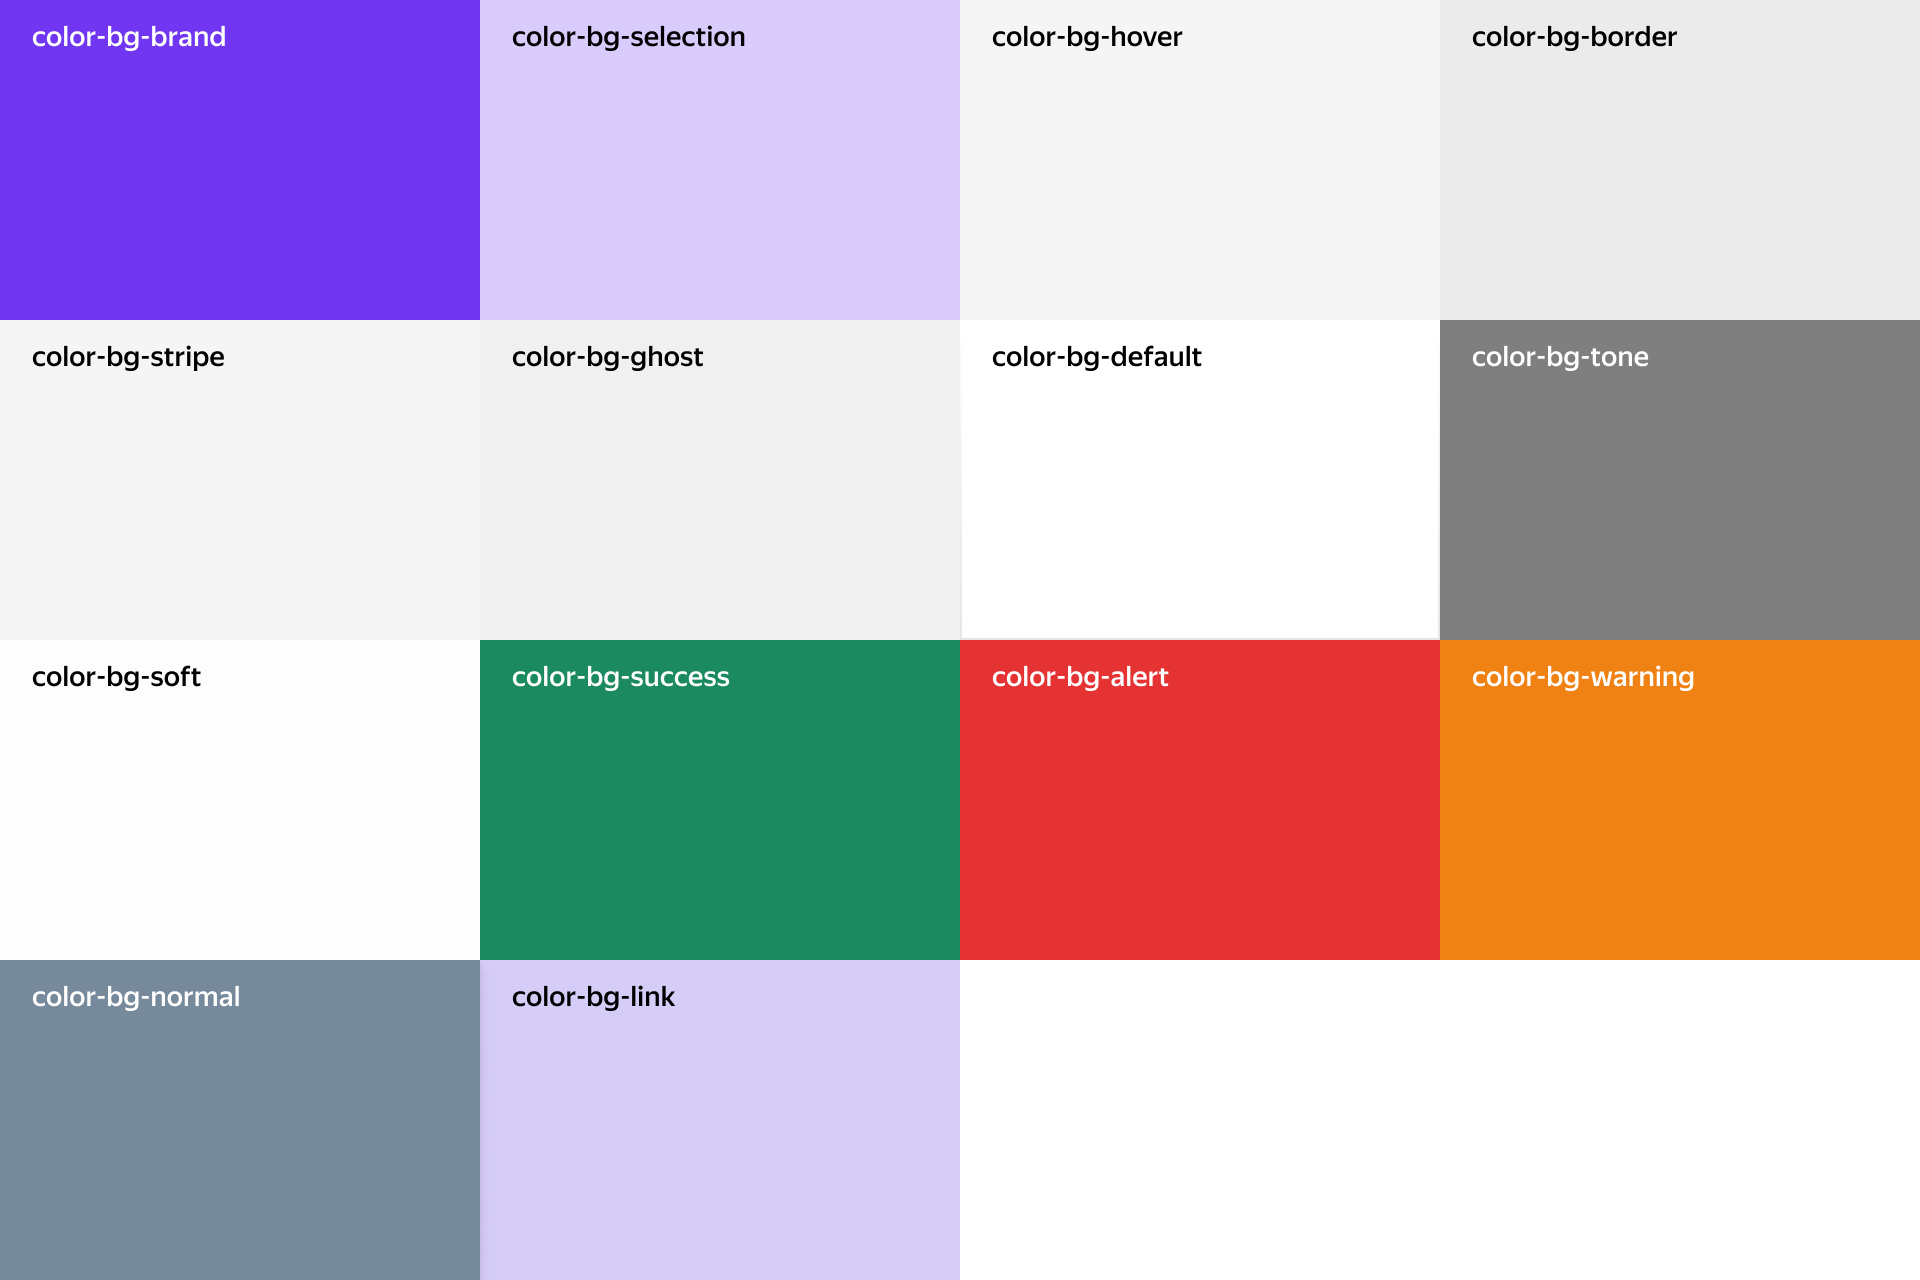 color-bg-brand
color-bg-selection
color-bg-hover
color-bg-border
color-bg-stripe
color-bg-ghost
color-bg-default
color-bg-tone
color-bg-soft
color-bg-success
color-bg-alert
color-bg-warning
color-bg-normal
color-bg-link